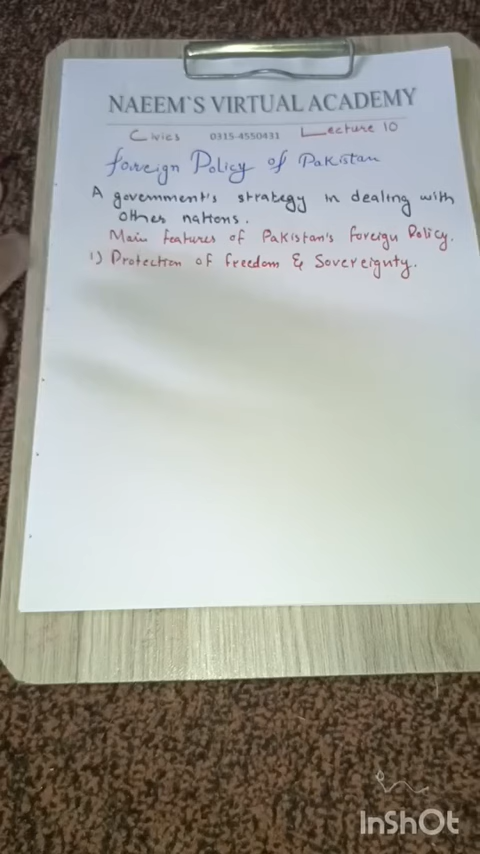 NAEEM`S VIRTUAL ACADEMY
Civics 0315-4550431 Lecture 10
Foreign Policy of Pakistan
A government's strategy in dealing with
other nations.
Main features of Pakistan's foreign Policy.
1) Protection of freedom & Sovereignty.
InShOt